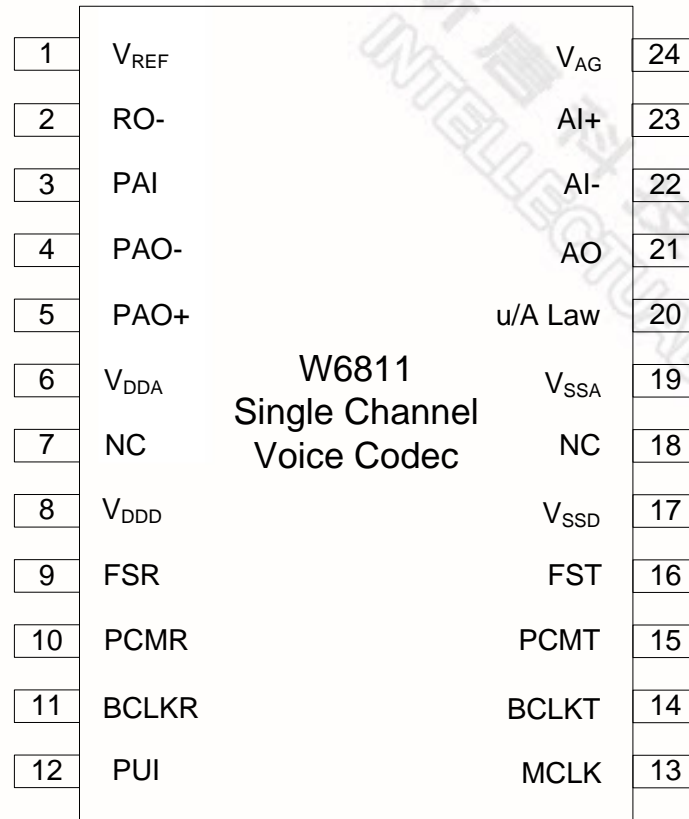 1 VREF VAG 24
2 RO- AI+ 23
3 PAI AI- 22
4 PAO- AO 21
5 PAO+ u/A Law 20
6 VDDA W6811 VSSA 19
Single Channel
7 NC Voice Codec NC 18
8 VDDD VSSD 17
9 FSR FST 16
10 PCMR PCMT 15
11 BCLKR BCLKT 14
12 PUI MCLK 13
INTELLECTUAL